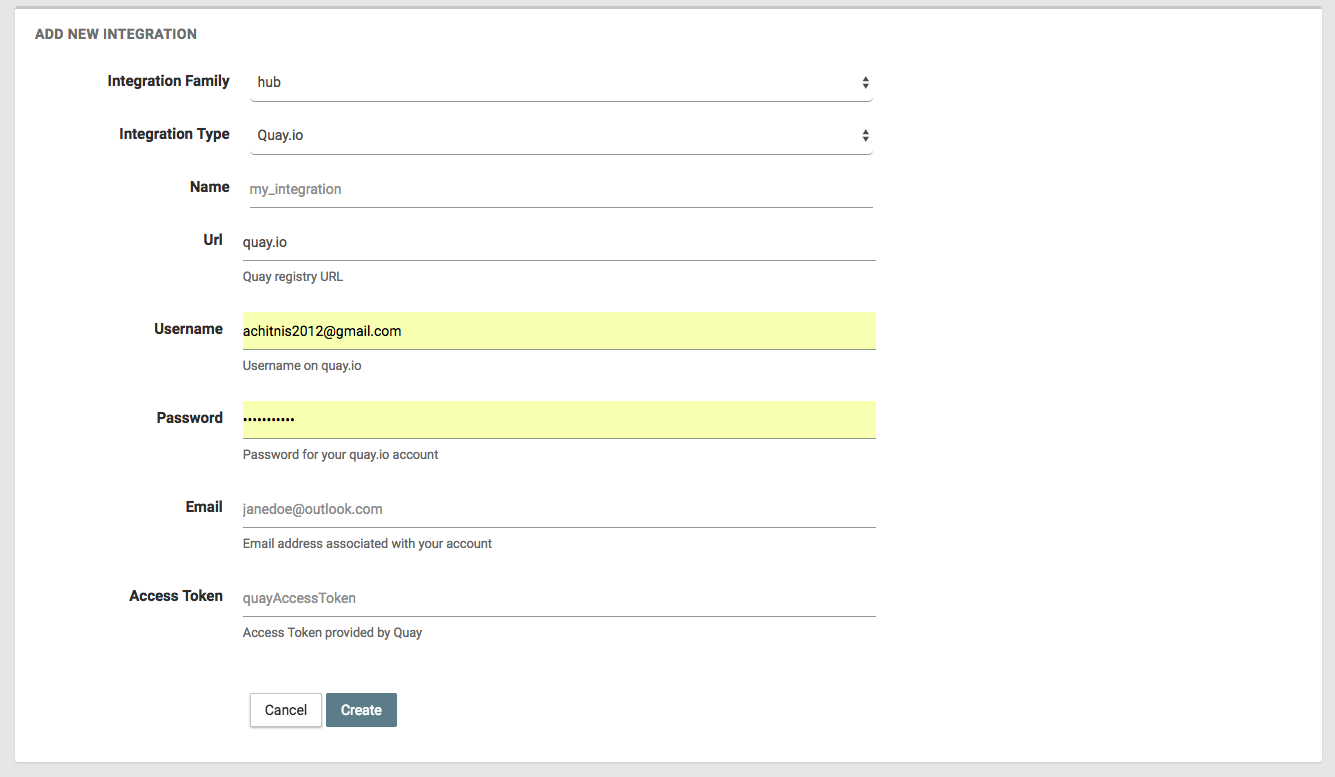 ADD NEW INTEGRATION
Integration Family hub
Integration Type Quay.io
Name my_integration
Url quay.io
Quay registry URL
Username achitnis2012@gmail.com
Username on quay.io
Password •••••••••••
Password for your quay.io account
Email janedoe@outlook.com
Email address associated with your account
Access Token quayAccessToken
Access Token provided by Quay
Cancel Create